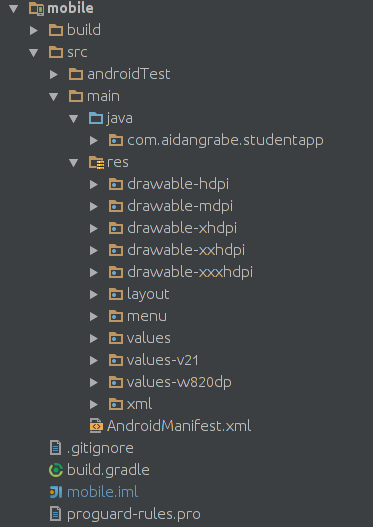 mobile
build
src
androidTest
main
java
com.aidangrabe.studentapp
res
drawable-hdpi
drawable-mdpi
drawable-xhdpi
drawable-xxhdpi
drawable-xxxhdpi
layout
menu
values
values-v21
values-w820dp
xml
AndroidManifest.xml
.gitignore
build.gradle
mobile.iml
proguard-rules.pro